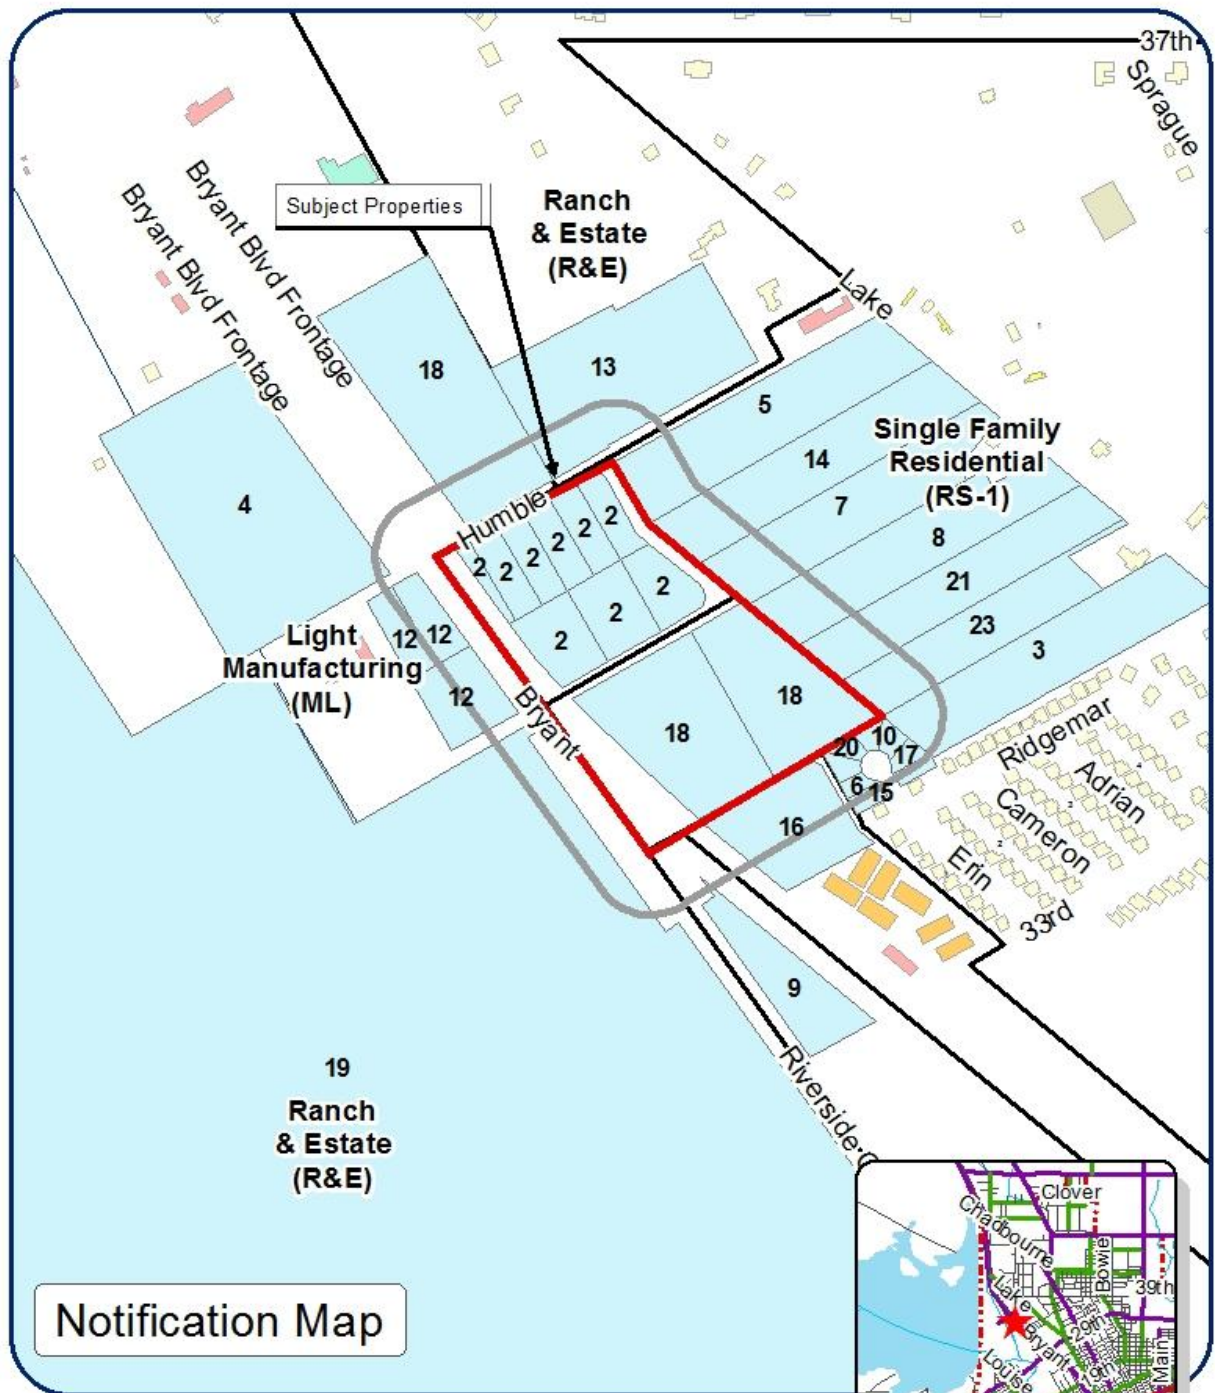 37th
Sprague
Bryant Blvd Frontage
Bryant Blvd Frontage
Subject Properties
Ranch
& Estate
(R&E)
Lake
18
13
5
Single Family
Residential
(RS-1)
14
4
7
Humble
2
2
2
2
2
2
8
2
21
2
23
2
12
12
Light
Manufacturing
(ML)
3
12
18
18
Bryant
10
20
17
6
15
16
Ridgemar
Adrian
Cameron
Erin
33rd
9
19
Ranch
& Estate
(R&E)
Riverside
Notification Map
Clover
Chadbourne
Bowie
39th
Lake
29th
Bryant
19th
Main
Louise